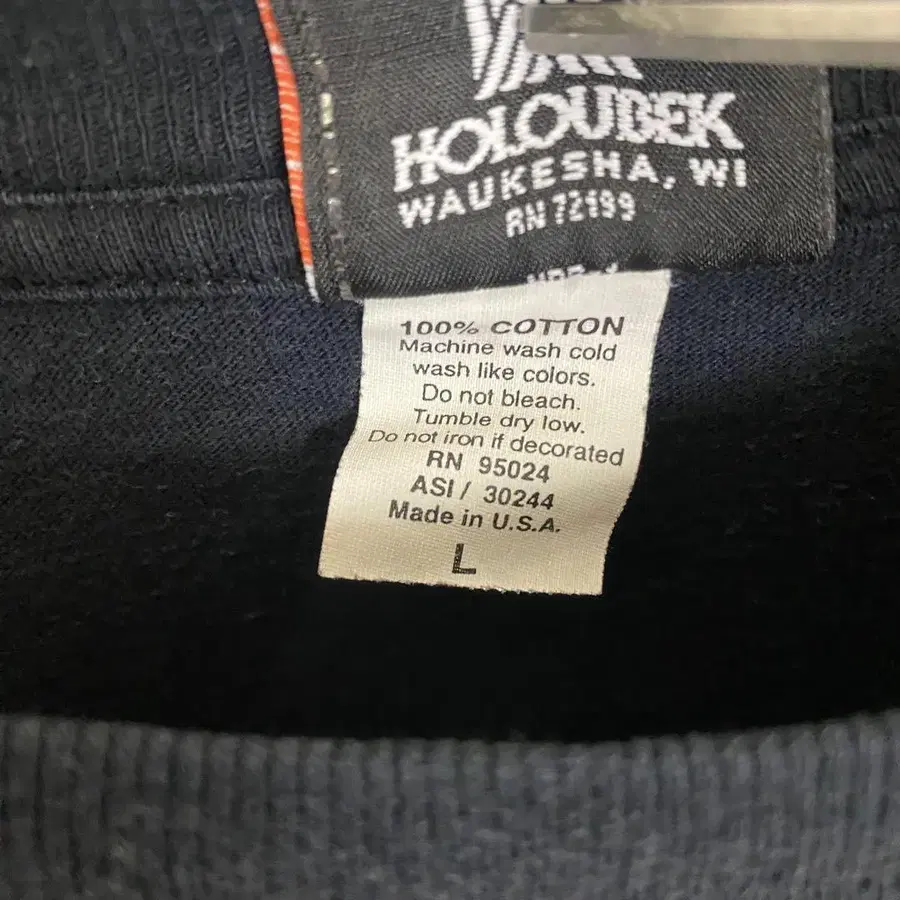 HOLOUDEK
WAUKESHA, WI
RN 72199
100% COTTON
Machine wash cold
wash like colors.
Do not bleach.
Tumble dry low.
Do not iron if decorated
RN 95024
ASI / 30244
Made in U.S.A.
L